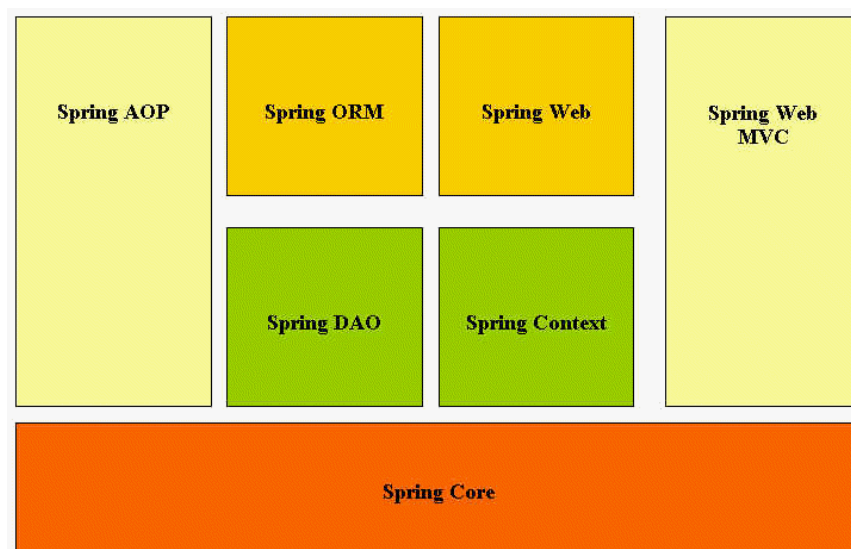 Spring AOP
Spring ORM
Spring Web
Spring Web
MVC
Spring DAO
Spring Context
Spring Core